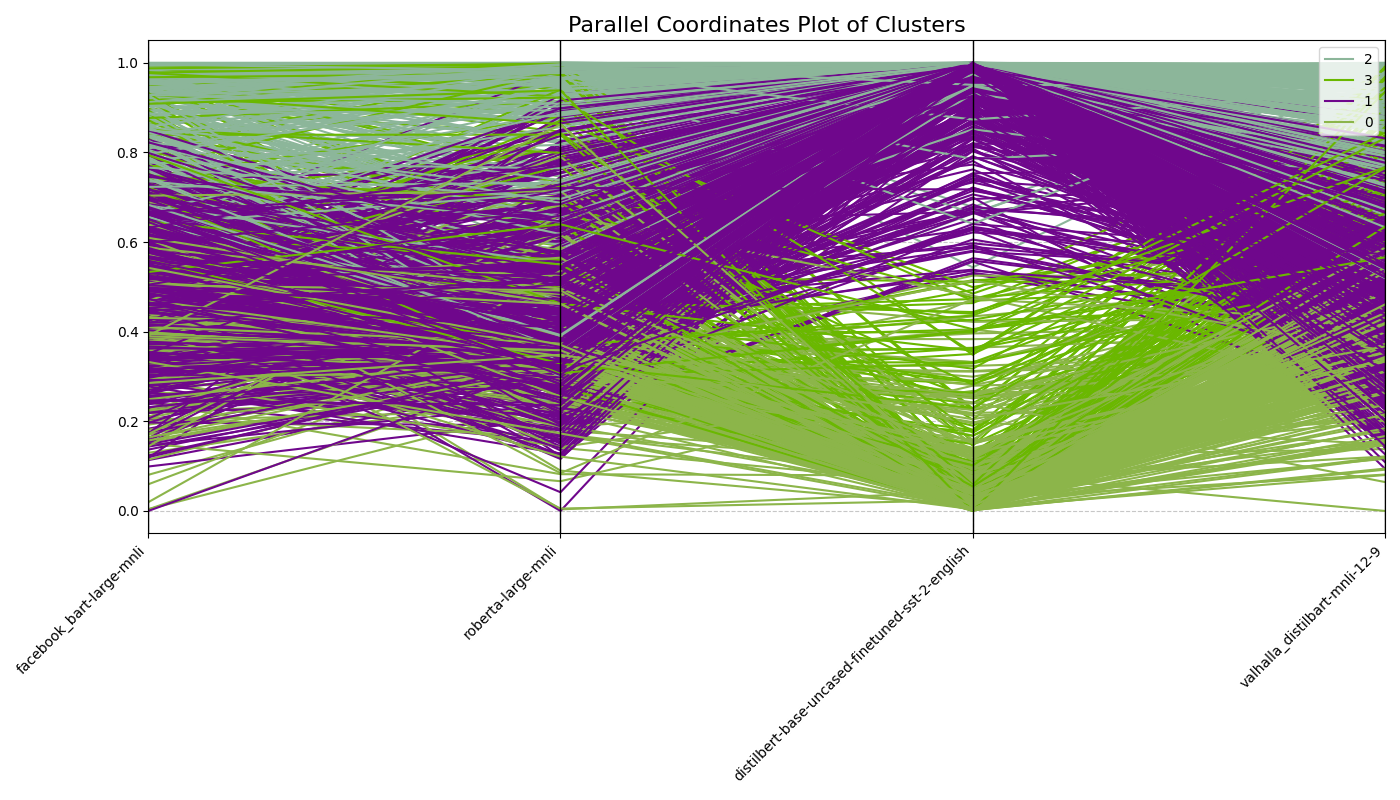 Parallel Coordinates Plot of Clusters
1.0
0.8
0.6
0.4
0.2
0.0
2
3
1
0
facebook_bart-large-mnli
roberta-large-mnli
distilbert-base-uncased-finetuned-sst-2-english
valhalla_distilbart-mnli-12-9